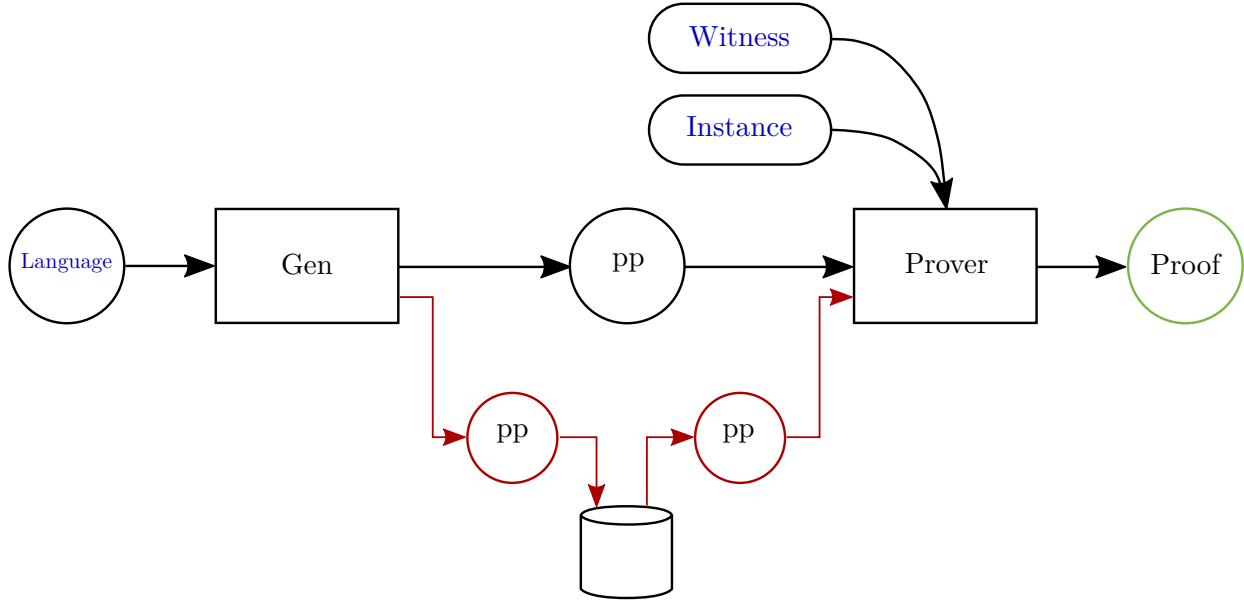 Witness
Instance
Language
Gen
pp
Prover
Proof
pp
pp